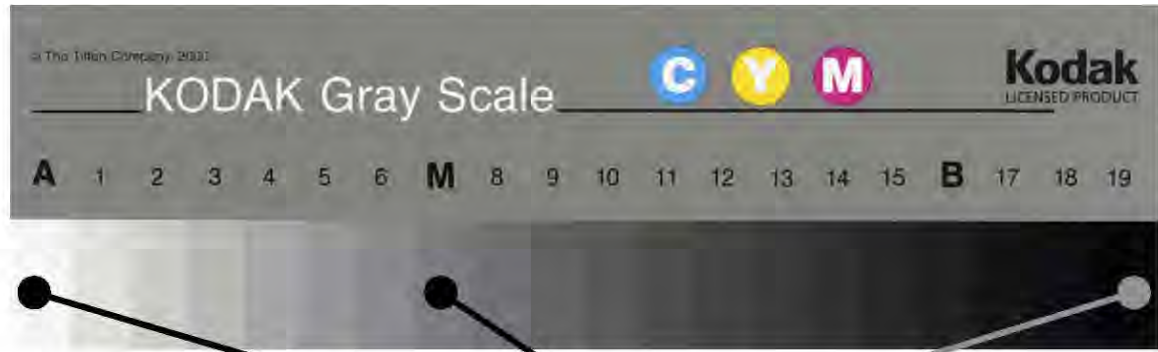 © The Tiffen Company, 2007
KODAK Gray Scale
C Y M
Kodak
LICENSED PRODUCT
A 1 2 3 4 5 6 M 8 9 10 11 12 13 14 15 B 17 18 19